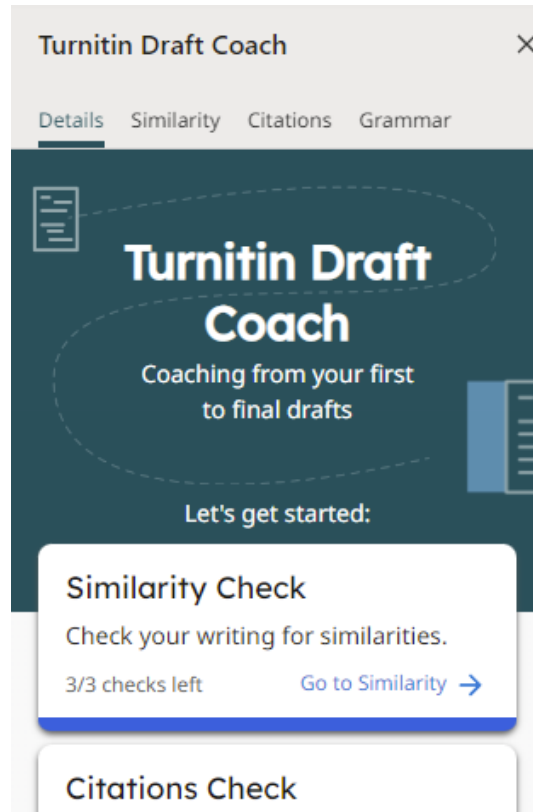 Turnitin Draft Coach
Details Similarity Citations Grammar
Turnitin Draft
Coach
Coaching from your first
to final drafts
Let's get started:
Similarity Check
Check your writing for similarities.
3/3 checks left Go to Similarity →
Citations Check